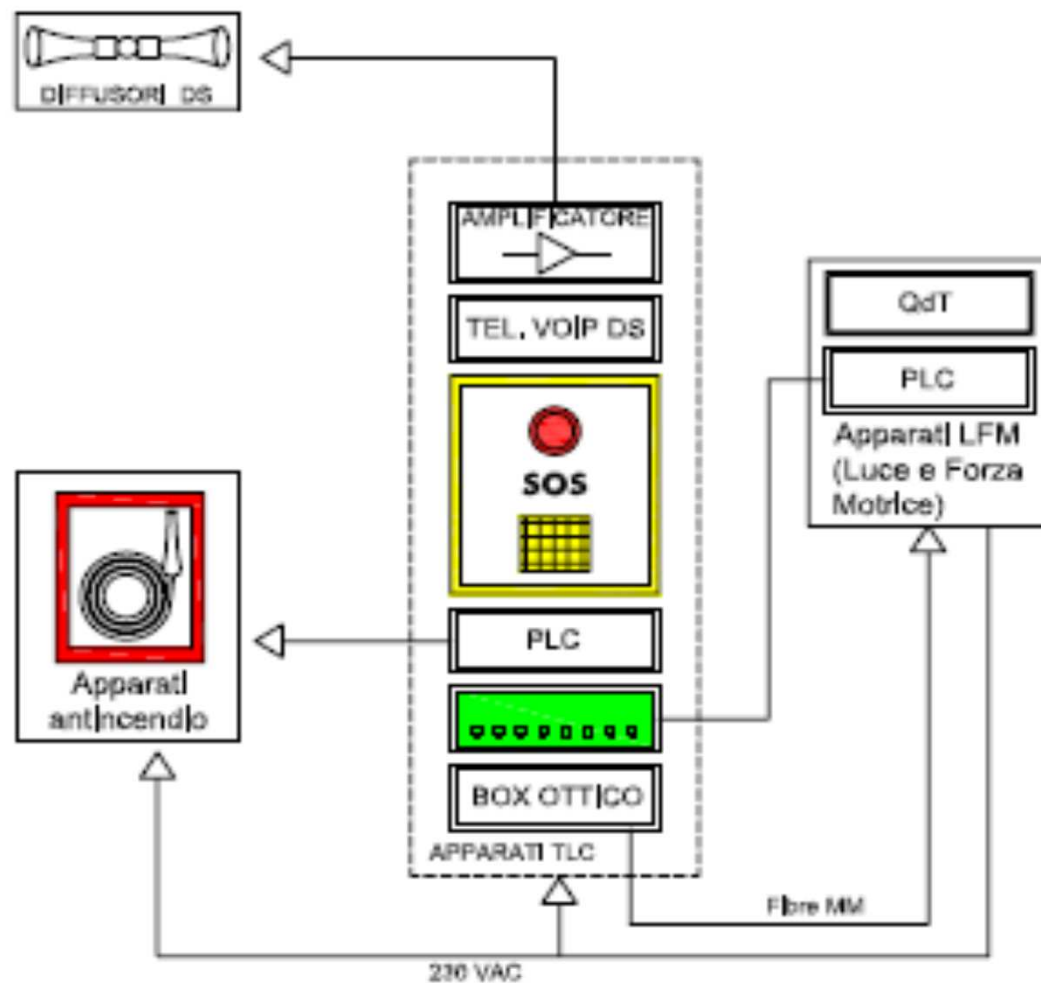 DIFFUSORI DS
AMPLIFICATORE
TEL. VOIP DS
SOS
PLC
BOX OTTICO
APPARATI TLC
QdT
PLC
Apparati LFM
(Luce e Forza
Motrice)
Apparati
antincendio
Fibre MM
230 VAC